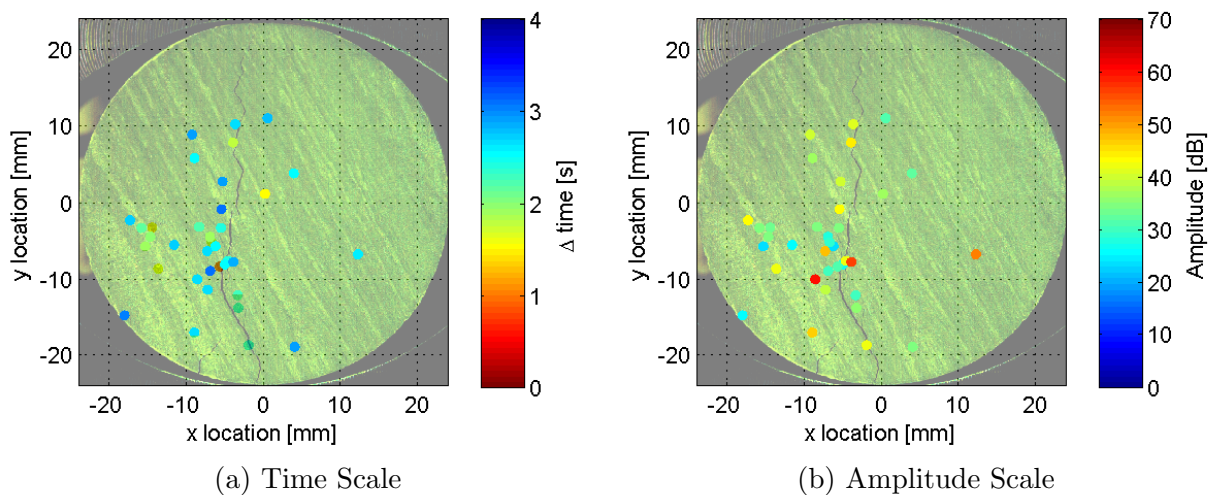 20
10
0
-10
-20
y location [mm]
-20 -10 0 10 20
x location [mm]
4
3
2
1
0
Δ time [s]
(a) Time Scale
20
10
0
-10
-20
y location [mm]
-20 -10 0 10 20
x location [mm]
70
60
50
40
30
20
10
0
Amplitude [dB]
(b) Amplitude Scale